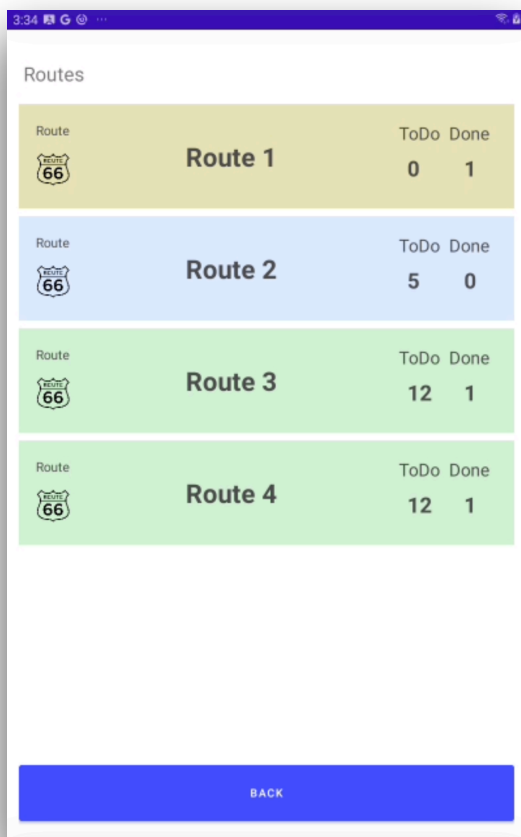 3:34 G
Routes
Route
ROUTE
66
Route 1
ToDo Done
0 1
Route
ROUTE
66
Route 2
ToDo Done
5 0
Route
ROUTE
66
Route 3
ToDo Done
12 1
Route
ROUTE
66
Route 4
ToDo Done
12 1
BACK